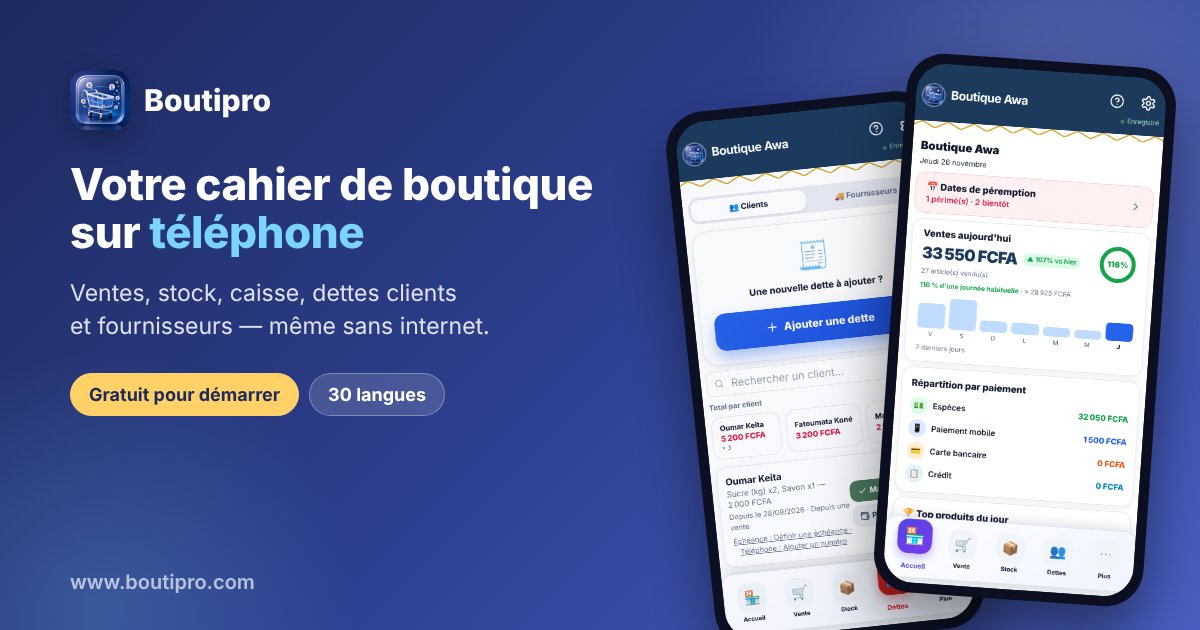 Boutipro
Votre cahier de boutique
sur téléphone
Ventes, stock, caisse, dettes clients
et fournisseurs — même sans internet.
Gratuit pour démarrer
30 langues
www.boutipro.com
Boutique Awa
Clients
Fournisseurs
Une nouvelle dette à ajouter ?
+ Ajouter une dette
Rechercher un client...
Total par client
Oumar Keita
5 200 FCFA
× 3
Fatoumata Koné
3 200 FCFA
Oumar Keita
Sucre (kg) x2, Savon x1 —
2 000 FCFA
Depuis le 28/09/2026 · Depuis une
vente
Échéance : Définir une échéance ·
Téléphone : Ajouter un numéro
Accueil
Vente
Stock
Dettes
Plus
Boutique Awa
Enregistré
Boutique Awa
Jeudi 26 novembre
Dates de péremption
1 périmé(s) · 2 bientôt
Ventes aujourd'hui
33 550 FCFA
▲ 107% vs hier
116%
27 article(s) vendu(s)
116 % d'une journée habituelle · ≈ 28 925 FCFA
V S D L M M J
7 derniers jours
Répartition par paiement
Espèces 32 050 FCFA
Paiement mobile 1 500 FCFA
Carte bancaire 0 FCFA
Crédit 0 FCFA
Top produits du jour
Accueil
Vente
Stock
Dettes
Plus